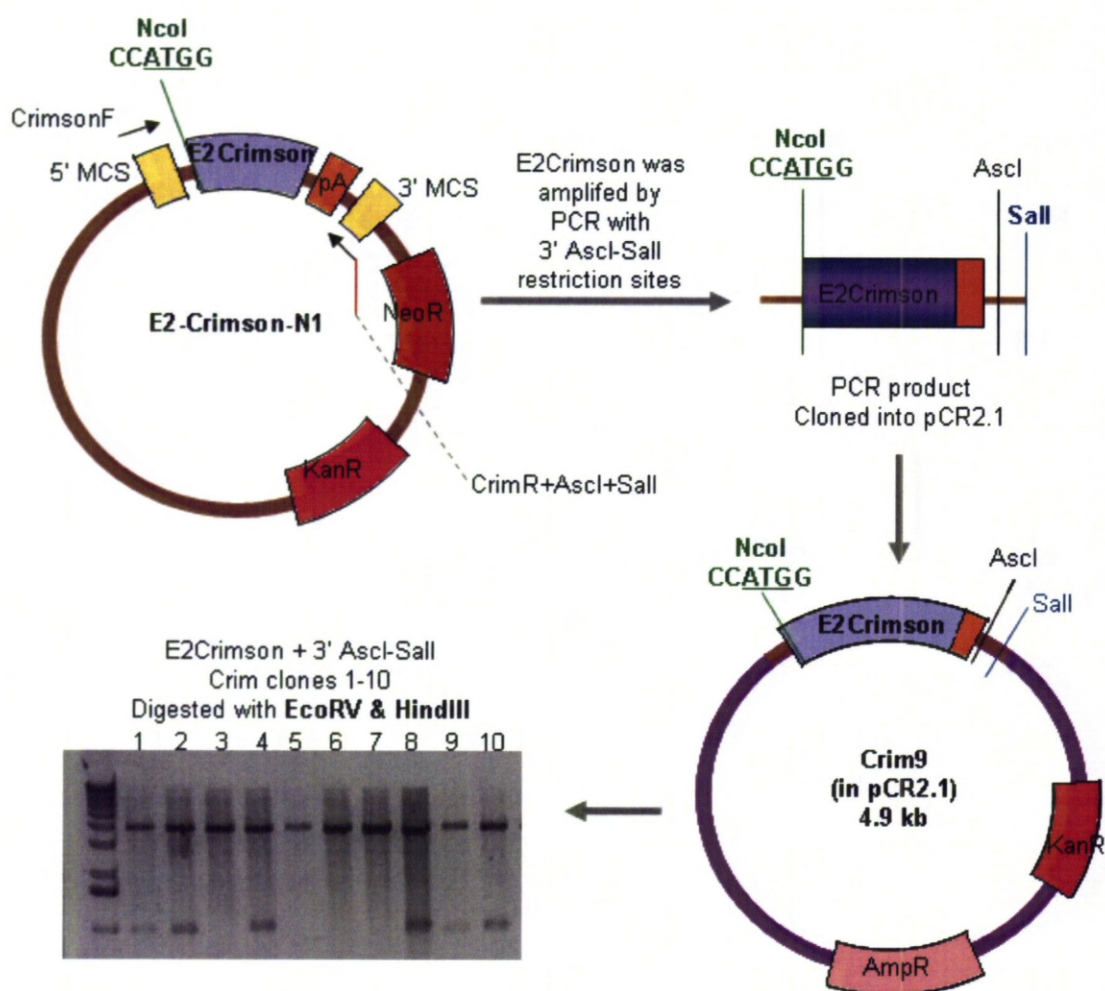 NcoI
CCATGG
CrimsonF
5' MCS
E2Crimson
pA
3' MCS
NeoR
E2-Crimson-N1
KanR
CrimR+AscI+SalI
E2Crimson was
amplifed by
PCR with
3' AscI-SalI
restriction sites
NcoI
CCATGG
AscI
SalI
E2Crimson
PCR product
Cloned into pCR2.1
NcoI
CCATGG
AscI
SalI
E2Crimson
Crim9
(in pCR2.1)
4.9 kb
KanR
AmpR
E2Crimson + 3' AscI-SalI
Crim clones 1-10
Digested with EcoRV & HindIII
1 2 3 4 5 6 7 8 9 10